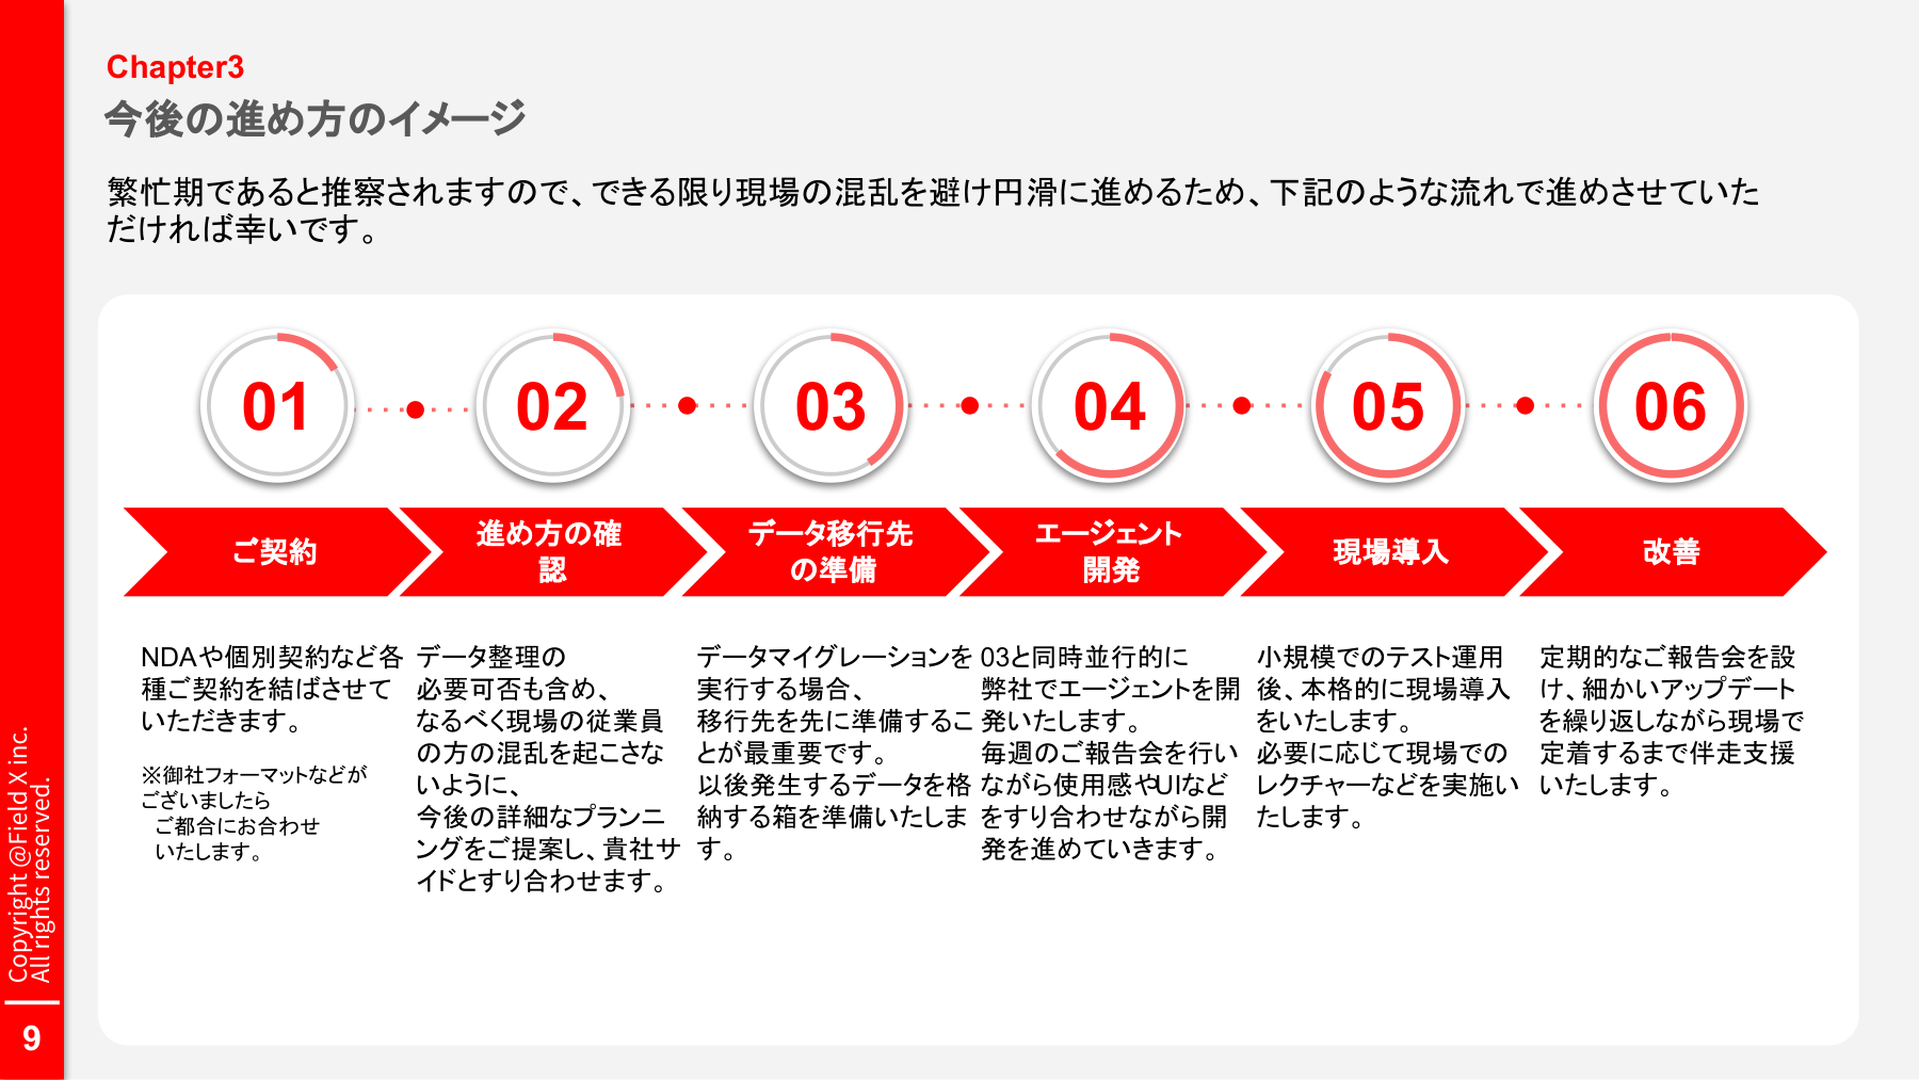 Chapter3
今後の進め方のイメージ
繁忙期であると推察されますので、できる限り現場の混乱を避け円滑に進めるため、下記のような流れで進めさせていた
だければ幸いです。
01
02
03
04
05
06
ご契約
進め方の確
認
データ移行先
の準備
エージェント
開発
現場導入
改善
NDAや個別契約など各
種ご契約を結ばさせて
いただきます。
※御社フォーマットなどが
ございましたら
ご都合にお合わせ
いたします。
データ整理の
必要可否も含め、
なるべく現場の従業員
の方の混乱を起こさな
いように、
今後の詳細なプランニ
ングをご提案し、貴社サ
イドとすり合わせます。
データマイグレーションを
実行する場合、
移行先を先に準備するこ
とが最重要です。
以後発生するデータを格
納する箱を準備いたしま
す。
03と同時並行的に
弊社でエージェントを開
発いたします。
毎週のご報告会を行い
ながら使用感やUIなど
をすり合わせながら開
発を進めていきます。
小規模でのテスト運用
後、本格的に現場導入
をいたします。
必要に応じて現場での
レクチャーなどを実施い
たします。
定期的なご報告会を設
け、細かいアップデート
を繰り返しながら現場で
定着するまで伴走支援
いたします。
Copyright @Field X inc.
All rights reserved.
9